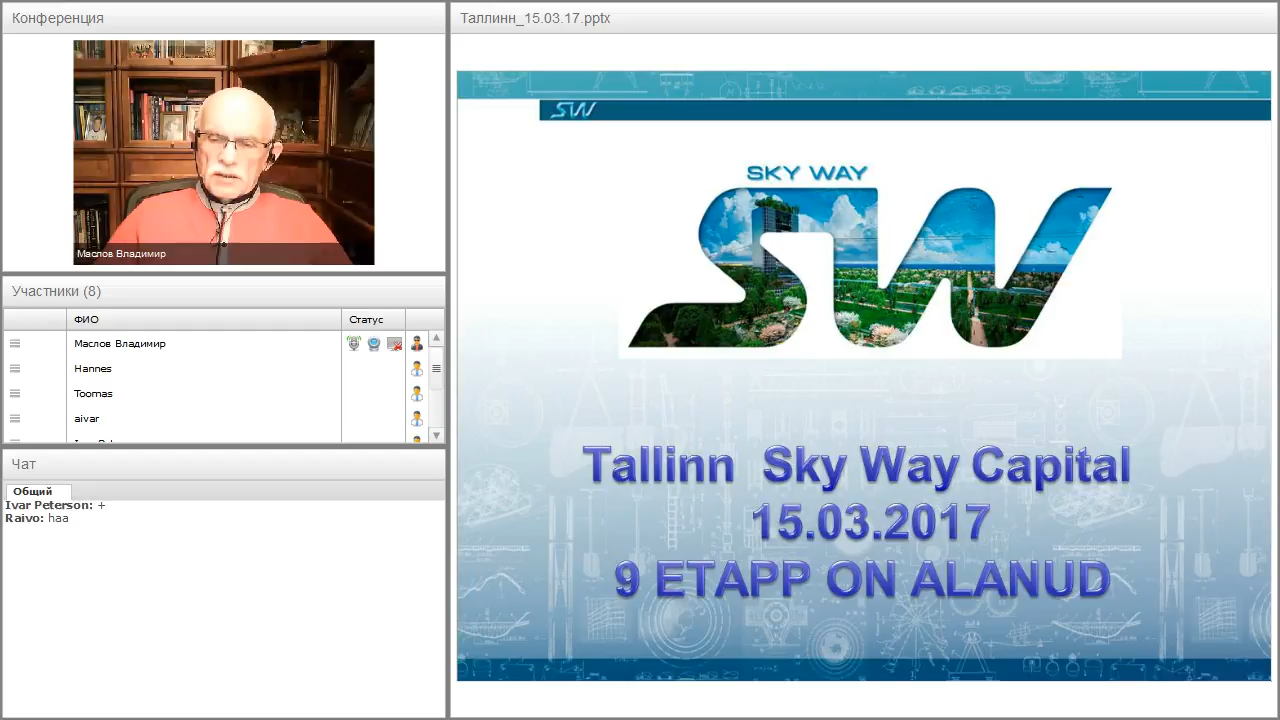 Конференция
Маслов Владимир
Участники (8)
ФИО
Статус
Маслов Владимир
Hannes
Toomas
aivar
Чат
Общий
Ivar Peterson: +
Raivo: haa
Таллинн_15.03.17.pptx
SW
SKY WAY
SW
Tallinn Sky Way Capital
15.03.2017
9 ETAPP ON ALANUD